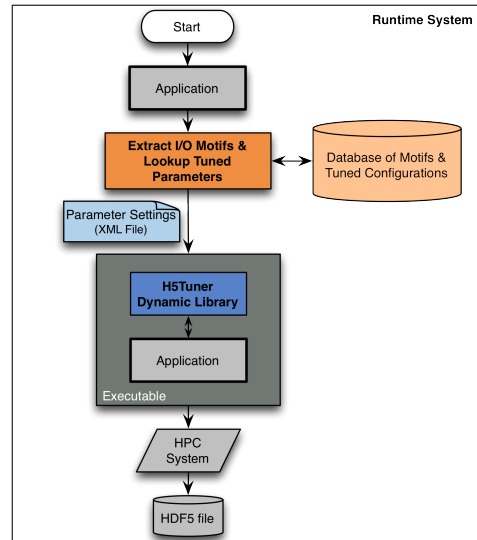 Runtime System
Start
Application
Extract I/O Motifs &
Lookup Tuned
Parameters
Database of Motifs &
Tuned Configurations
Parameter Settings
(XML File)
H5Tuner
Dynamic Library
Application
Executable
HPC
System
HDF5 file